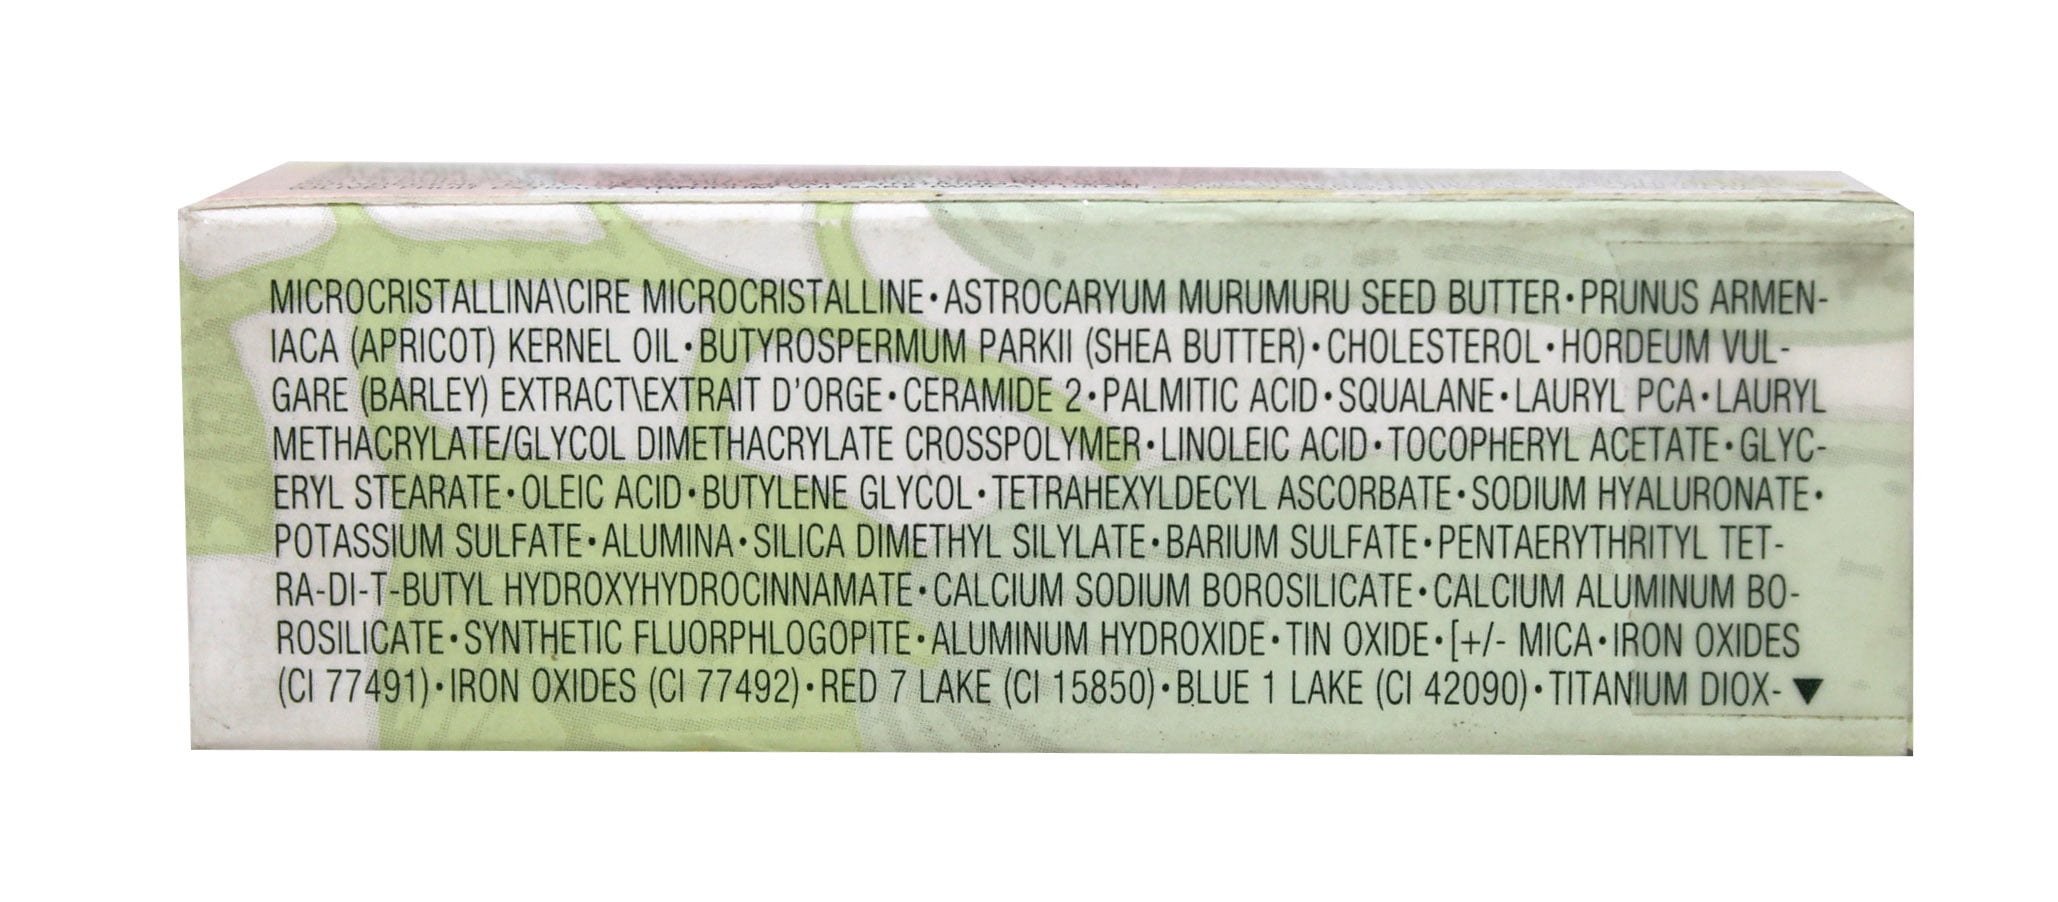 MICROCRISTALLINA\CIRE MICROCRISTALLINE•ASTROCARYUM MURUMURU SEED BUTTER•PRUNUS ARMEN-
IACA (APRICOT) KERNEL OIL•BUTYROSPERMUM PARKII (SHEA BUTTER)•CHOLESTEROL•HORDEUM VUL-
GARE (BARLEY) EXTRACT\EXTRAIT D'ORGE•CERAMIDE 2•PALMITIC ACID•SQUALANE•LAURYL PCA•LAURYL
METHACRYLATE/GLYCOL DIMETHACRYLATE CROSSPOLYMER•LINOLEIC ACID•TOCOPHERYL ACETATE•GLYC-
ERYL STEARATE•OLEIC ACID•BUTYLENE GLYCOL•TETRAHEXYLDECYL ASCORBATE•SODIUM HYALURONATE•
POTASSIUM SULFATE•ALUMINA•SILICA DIMETHYL SILYLATE•BARIUM SULFATE•PENTAERYTHRITYL TET-
RA-DI-T-BUTYL HYDROXYHYDROCINNAMATE•CALCIUM SODIUM BOROSILICATE•CALCIUM ALUMINUM BO-
ROSILICATE•SYNTHETIC FLUORPHLOGOPITE•ALUMINUM HYDROXIDE•TIN OXIDE•[+/- MICA•IRON OXIDES
(CI 77491)•IRON OXIDES (CI 77492)•RED 7 LAKE (CI 15850)•BLUE 1 LAKE (CI 42090)•TITANIUM DIOX-▼